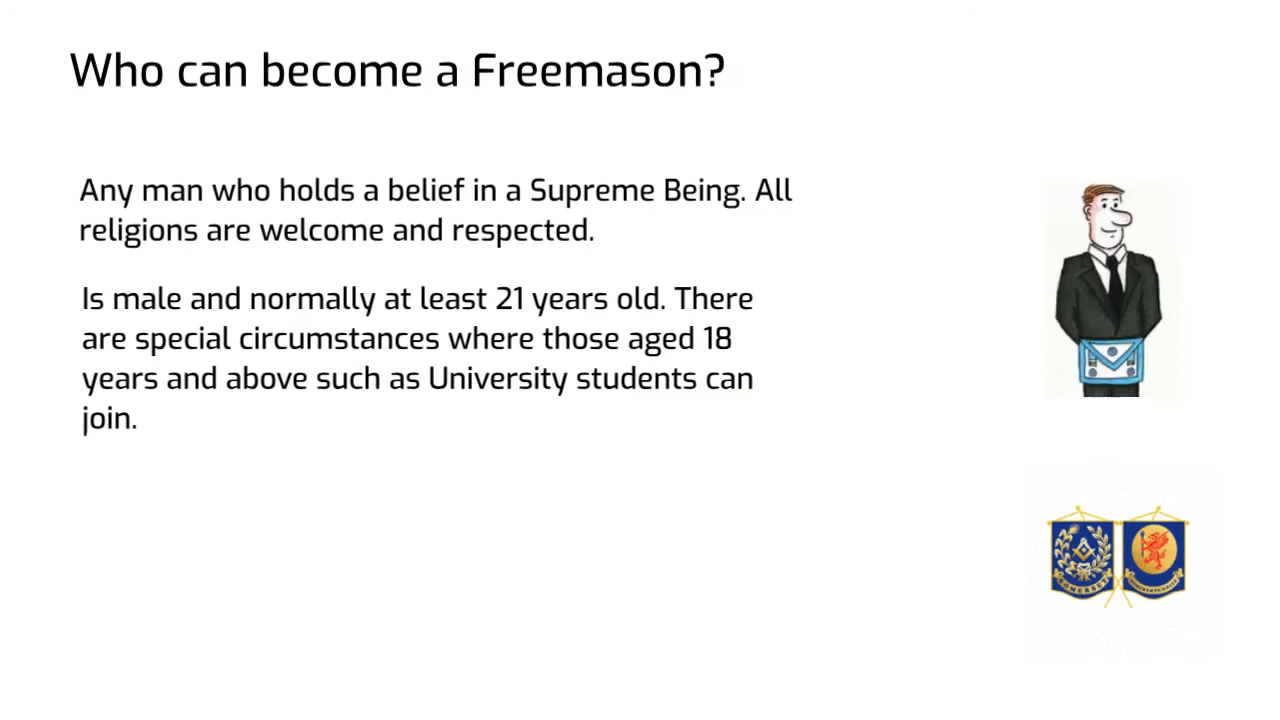 Who can become a Freemason?
Any man who holds a belief in a Supreme Being. All
religions are welcome and respected.
Is male and normally at least 21 years old. There
are special circumstances where those aged 18
years and above such as University students can
join.
SOMERSET